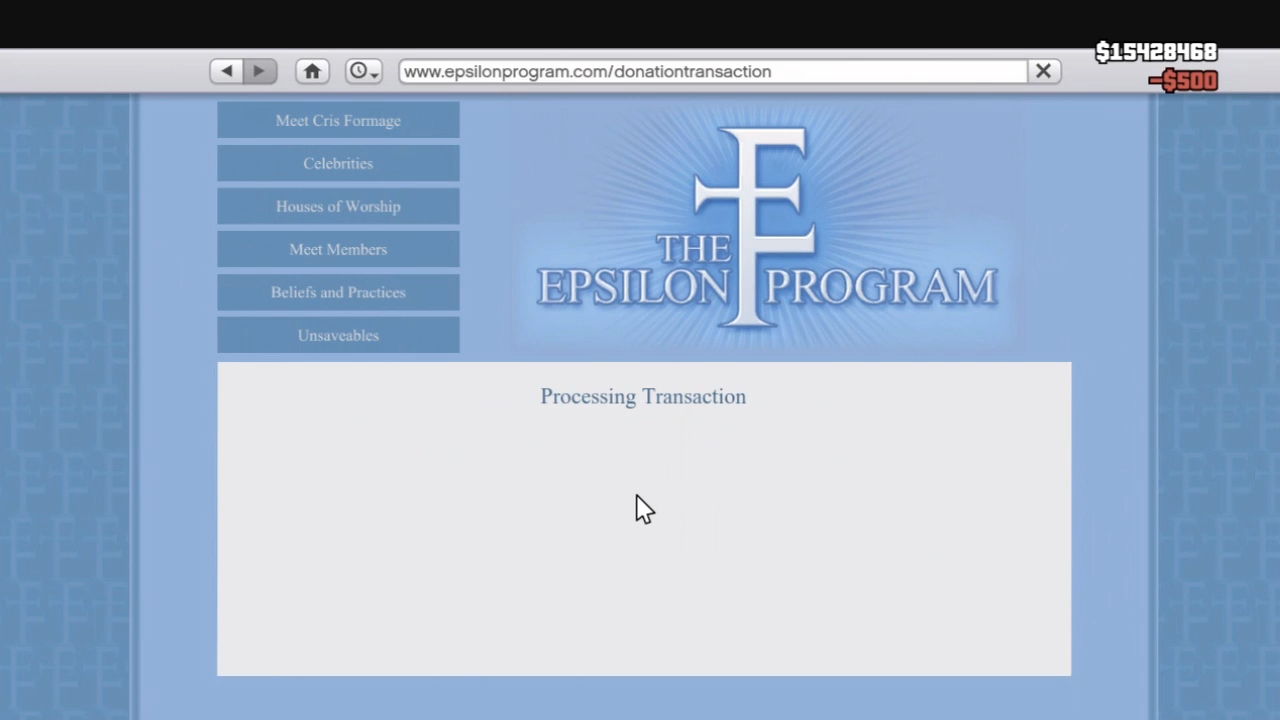 $15428468
-$500
www.epsilonprogram.com/donationtransaction
Meet Cris Formage
Celebrities
Houses of Worship
Meet Members
Beliefs and Practices
Unsaveables
THE
EPSILON PROGRAM
Processing Transaction